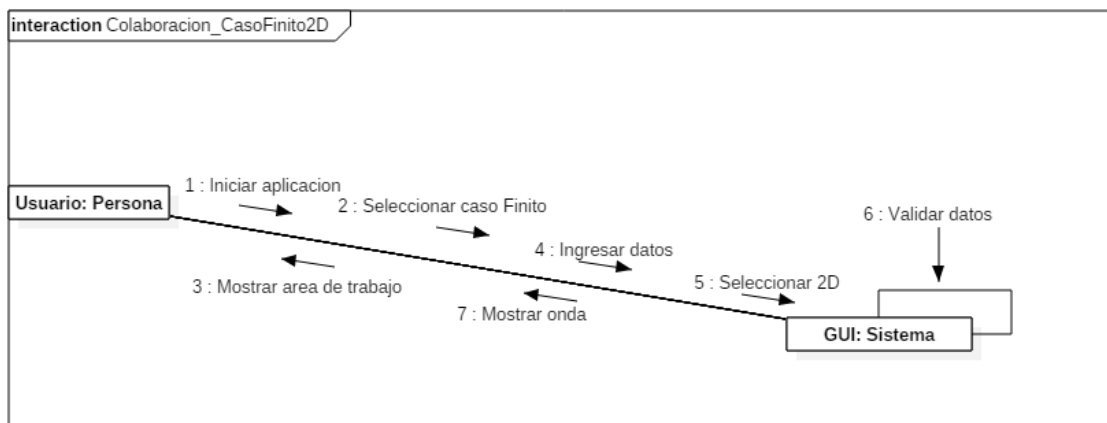 interaction Colaboracion_CasoFinito2D
Usuario: Persona
1 : Iniciar aplicacion
2 : Seleccionar caso Finito
6 : Validar datos
4 : Ingresar datos
3 : Mostrar area de trabajo
5 : Seleccionar 2D
7 : Mostrar onda
GUI: Sistema